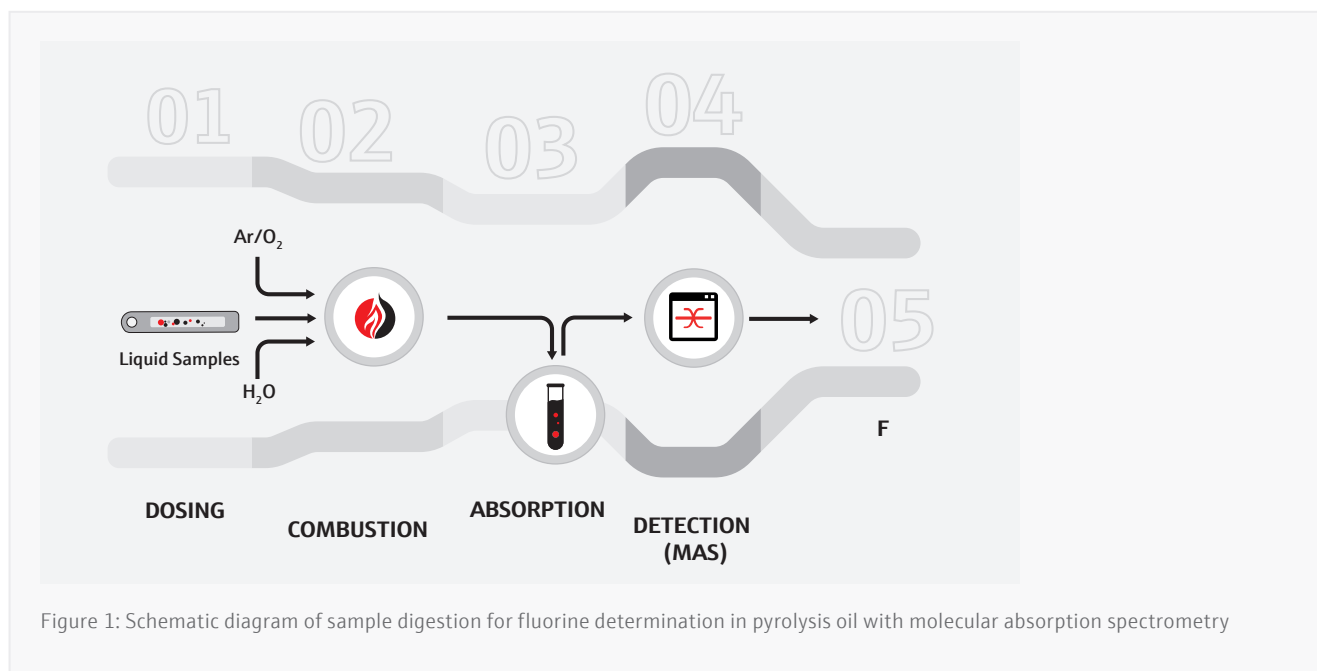 01
02
03
04
Ar/O₂
Liquid Samples
H₂O
05
F
DOSING
COMBUSTION
ABSORPTION
DETECTION
(MAS)
Figure 1: Schematic diagram of sample digestion for fluorine determination in pyrolysis oil with molecular absorption spectrometry